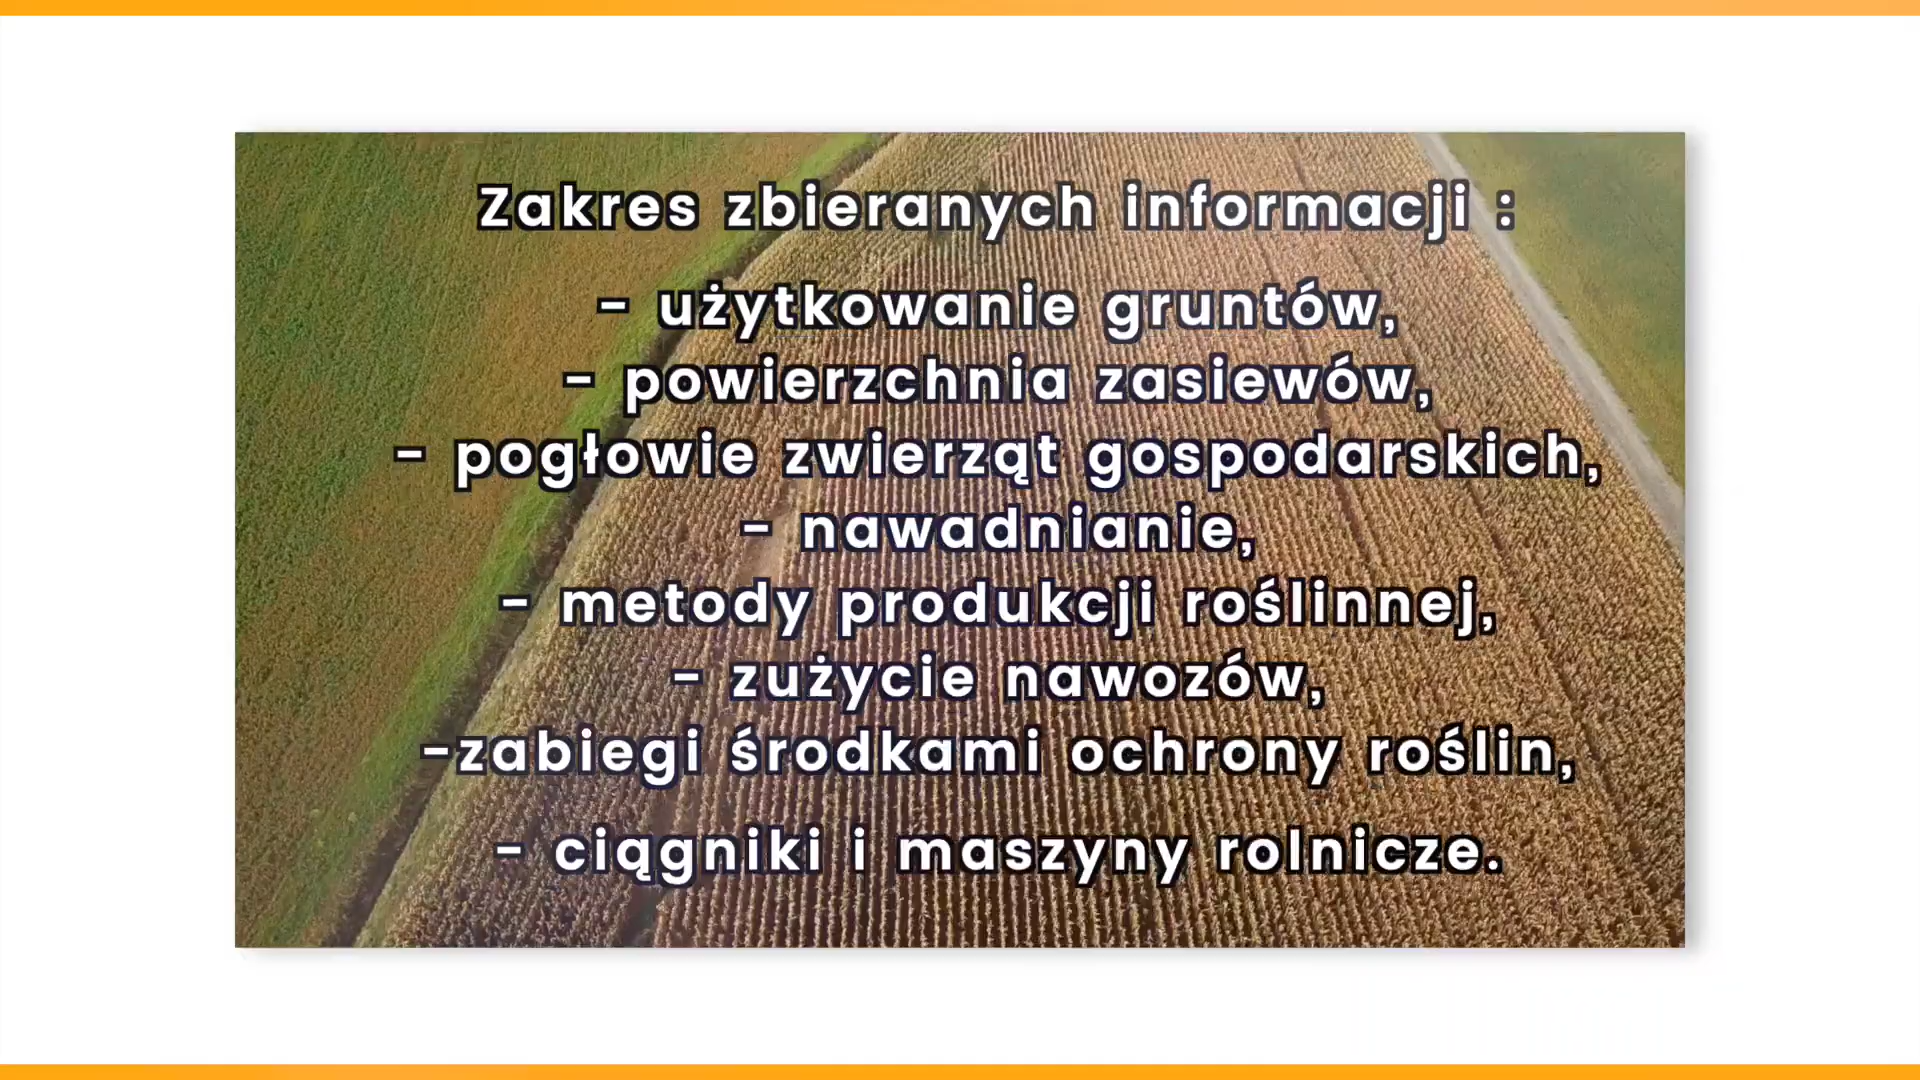 Zakres zbieranych informacji :
- użytkowanie gruntów,
- powierzchnia zasiewów,
- pogłowie zwierząt gospodarskich,
- nawadnianie,
- metody produkcji roślinnej,
- zużycie nawozów,
-zabiegi środkami ochrony roślin,
- ciągniki i maszyny rolnicze.